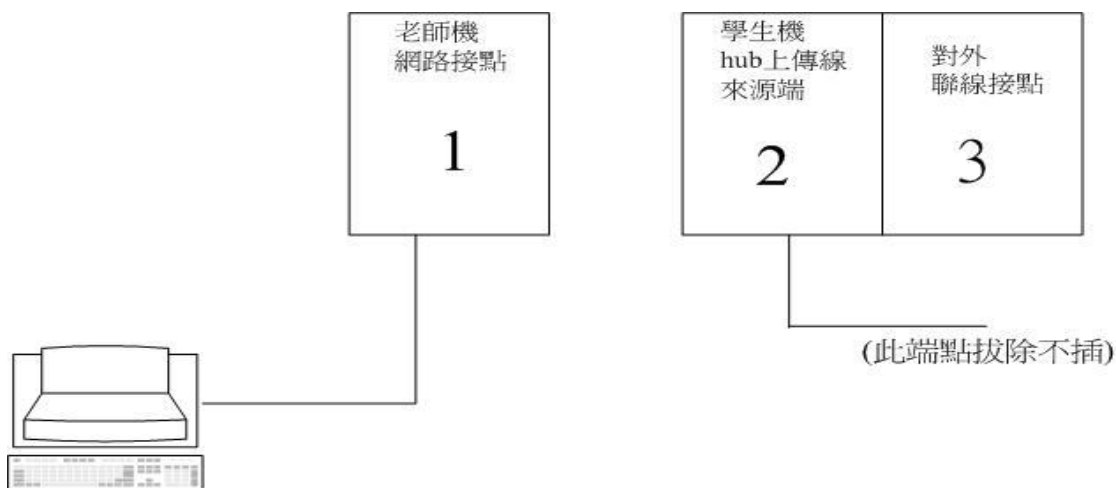 老師機
網路接點
1
學生機
hub上傳線
來源端
2
對外
聯線接點
3
(此端點拔除不插)